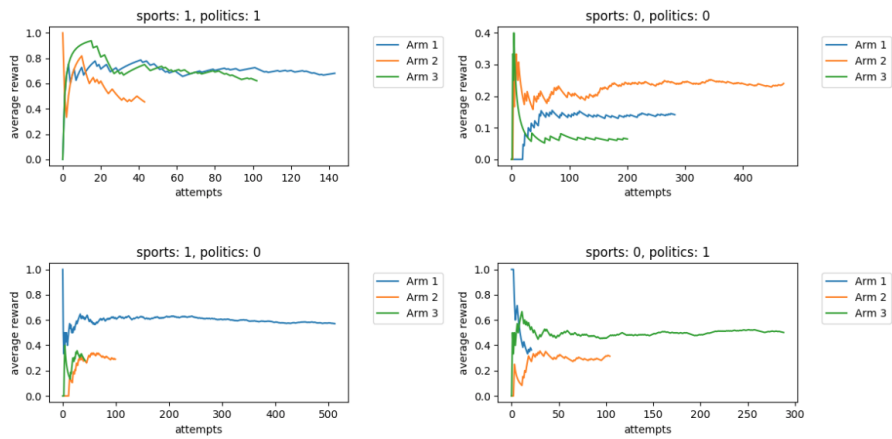 sports: 1, politics: 1
1.0
0.8
0.6
0.4
0.2
0.0
average reward
0 20 40 60 80 100 120 140
attempts
Arm 1
Arm 2
Arm 3
sports: 0, politics: 0
0.4
0.3
0.2
0.1
0.0
average reward
0 100 200 300 400
attempts
Arm 1
Arm 2
Arm 3
sports: 1, politics: 0
1.0
0.8
0.6
0.4
0.2
0.0
average reward
0 100 200 300 400 500
attempts
Arm 1
Arm 2
Arm 3
sports: 0, politics: 1
1.0
0.8
0.6
0.4
0.2
0.0
average reward
0 50 100 150 200 250 300
attempts
Arm 1
Arm 2
Arm 3